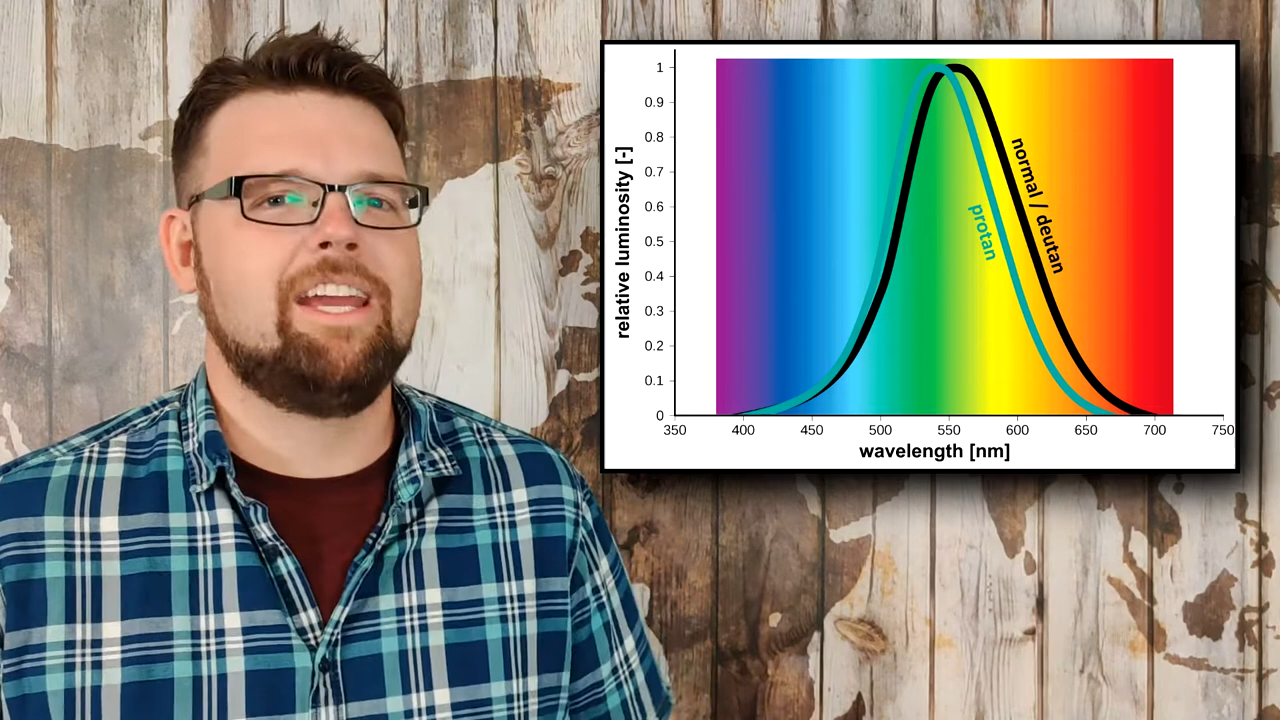 1
0.9
0.8
0.7
0.6
0.5
0.4
0.3
0.2
0.1
0
relative luminosity [-]
normal / deutan
protan
350 400 450 500 550 600 650 700 750
wavelength [nm]